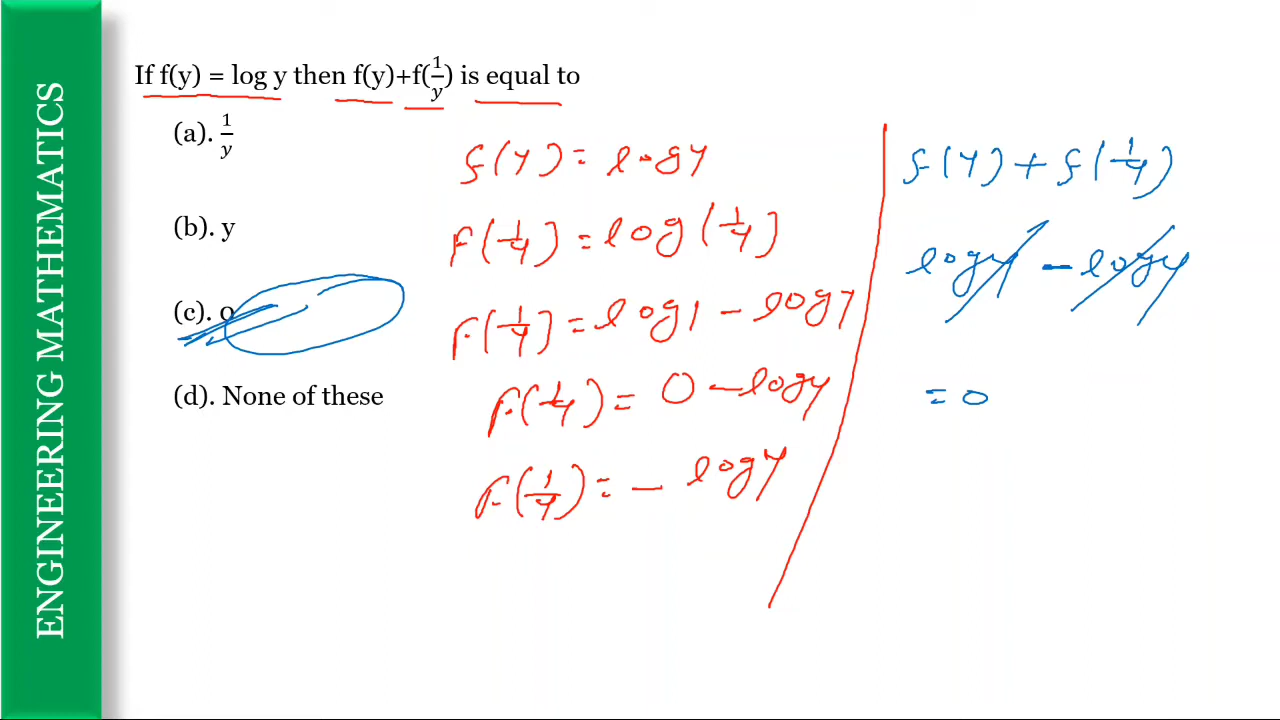 ENGINEERING MATHEMATICS
If f(y) = log y then f(y)+f(1/y) is equal to
(a). 1/y
(b). y
(c). 0
(d). None of these
f(y) = log y
F(1/y) = log(1/y)
F(1/y) = log 1 - log y
F(1/y) = 0 - log y
F(1/y) = - log y
f(y) + f(1/y)
log y - log y
= 0